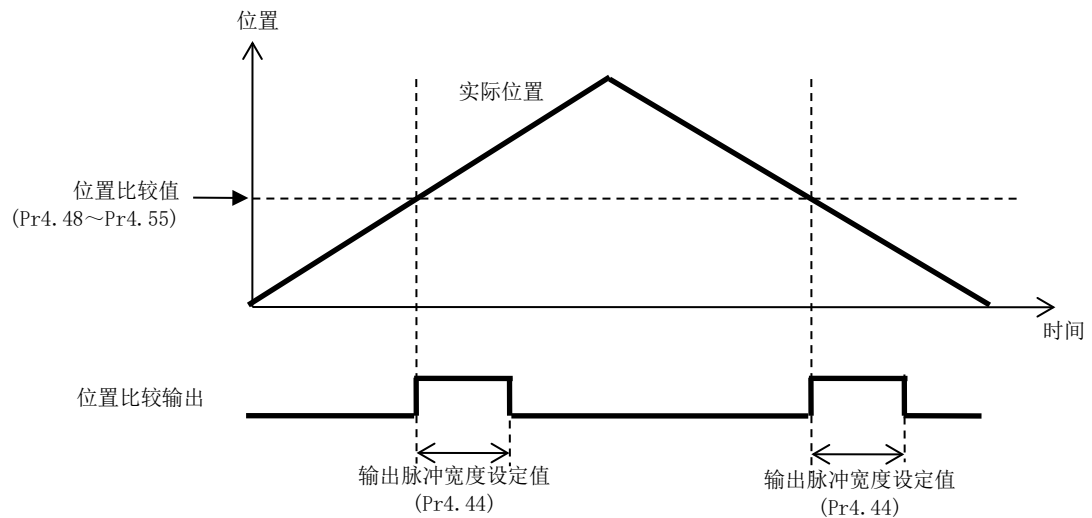 位置
实际位置
位置比较值
(Pr4.48～Pr4.55)
时间
位置比较输出
输出脉冲宽度设定值
(Pr4.44)
输出脉冲宽度设定值
(Pr4.44)